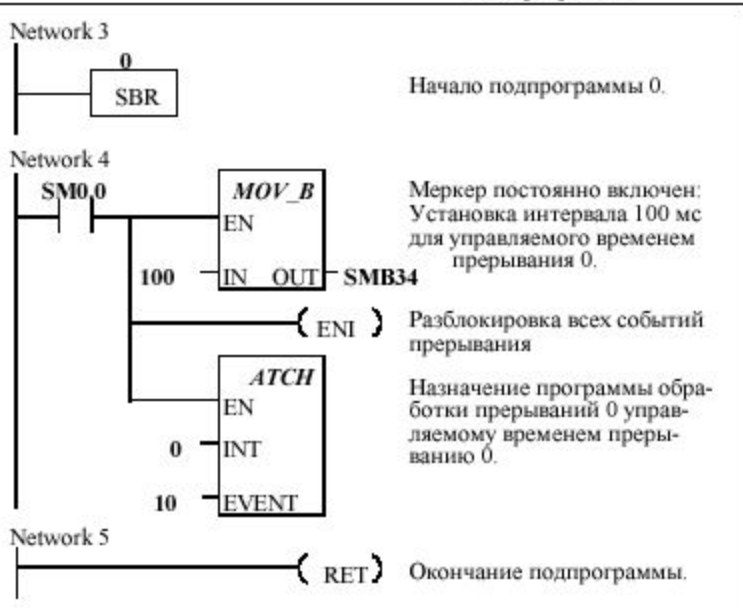 Network 3
0
SBR
Начало подпрограммы 0.
Network 4
SM0.0
MOV_B
EN
100
IN OUT
SMB34
Меркер постоянно включен:
Установка интервала 100 мс
для управляемого временем
прерывания 0.
ENI
Разблокировка всех событий
прерывания
ATCH
EN
0
INT
10
EVENT
Назначение программы обра-
ботки прерываний 0 управ-
ляемому временем преры-
ванию 0.
Network 5
RET
Окончание подпрограммы.